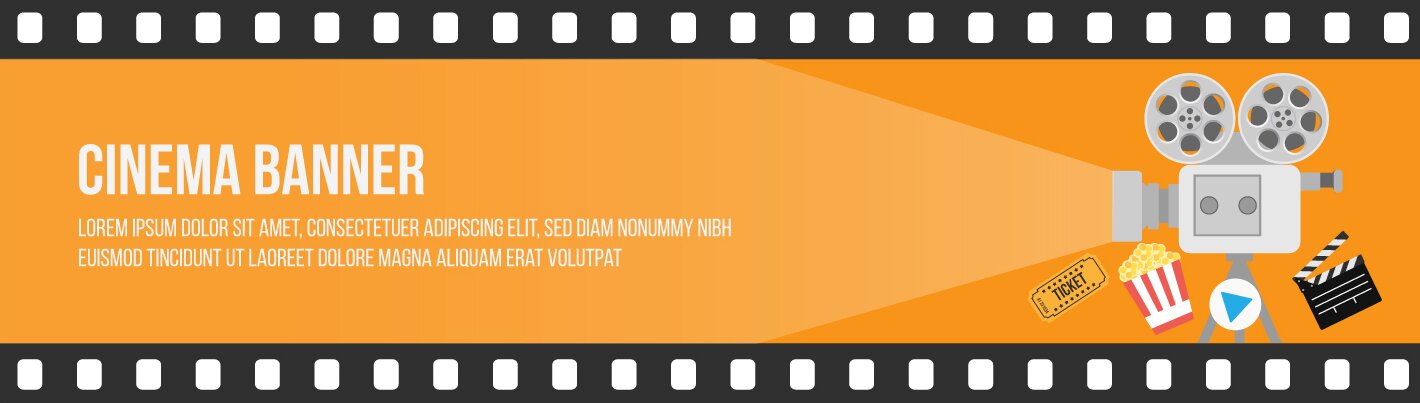 CINEMA BANNER
LOREM IPSUM DOLOR SIT AMET, CONSECTETUER ADIPISCING ELIT, SED DIAM NONUMMY NIBH
EUISMOD TINCIDUNT UT LAOREET DOLORE MAGNA ALIQUAM ERAT VOLUTPAT
TICKET